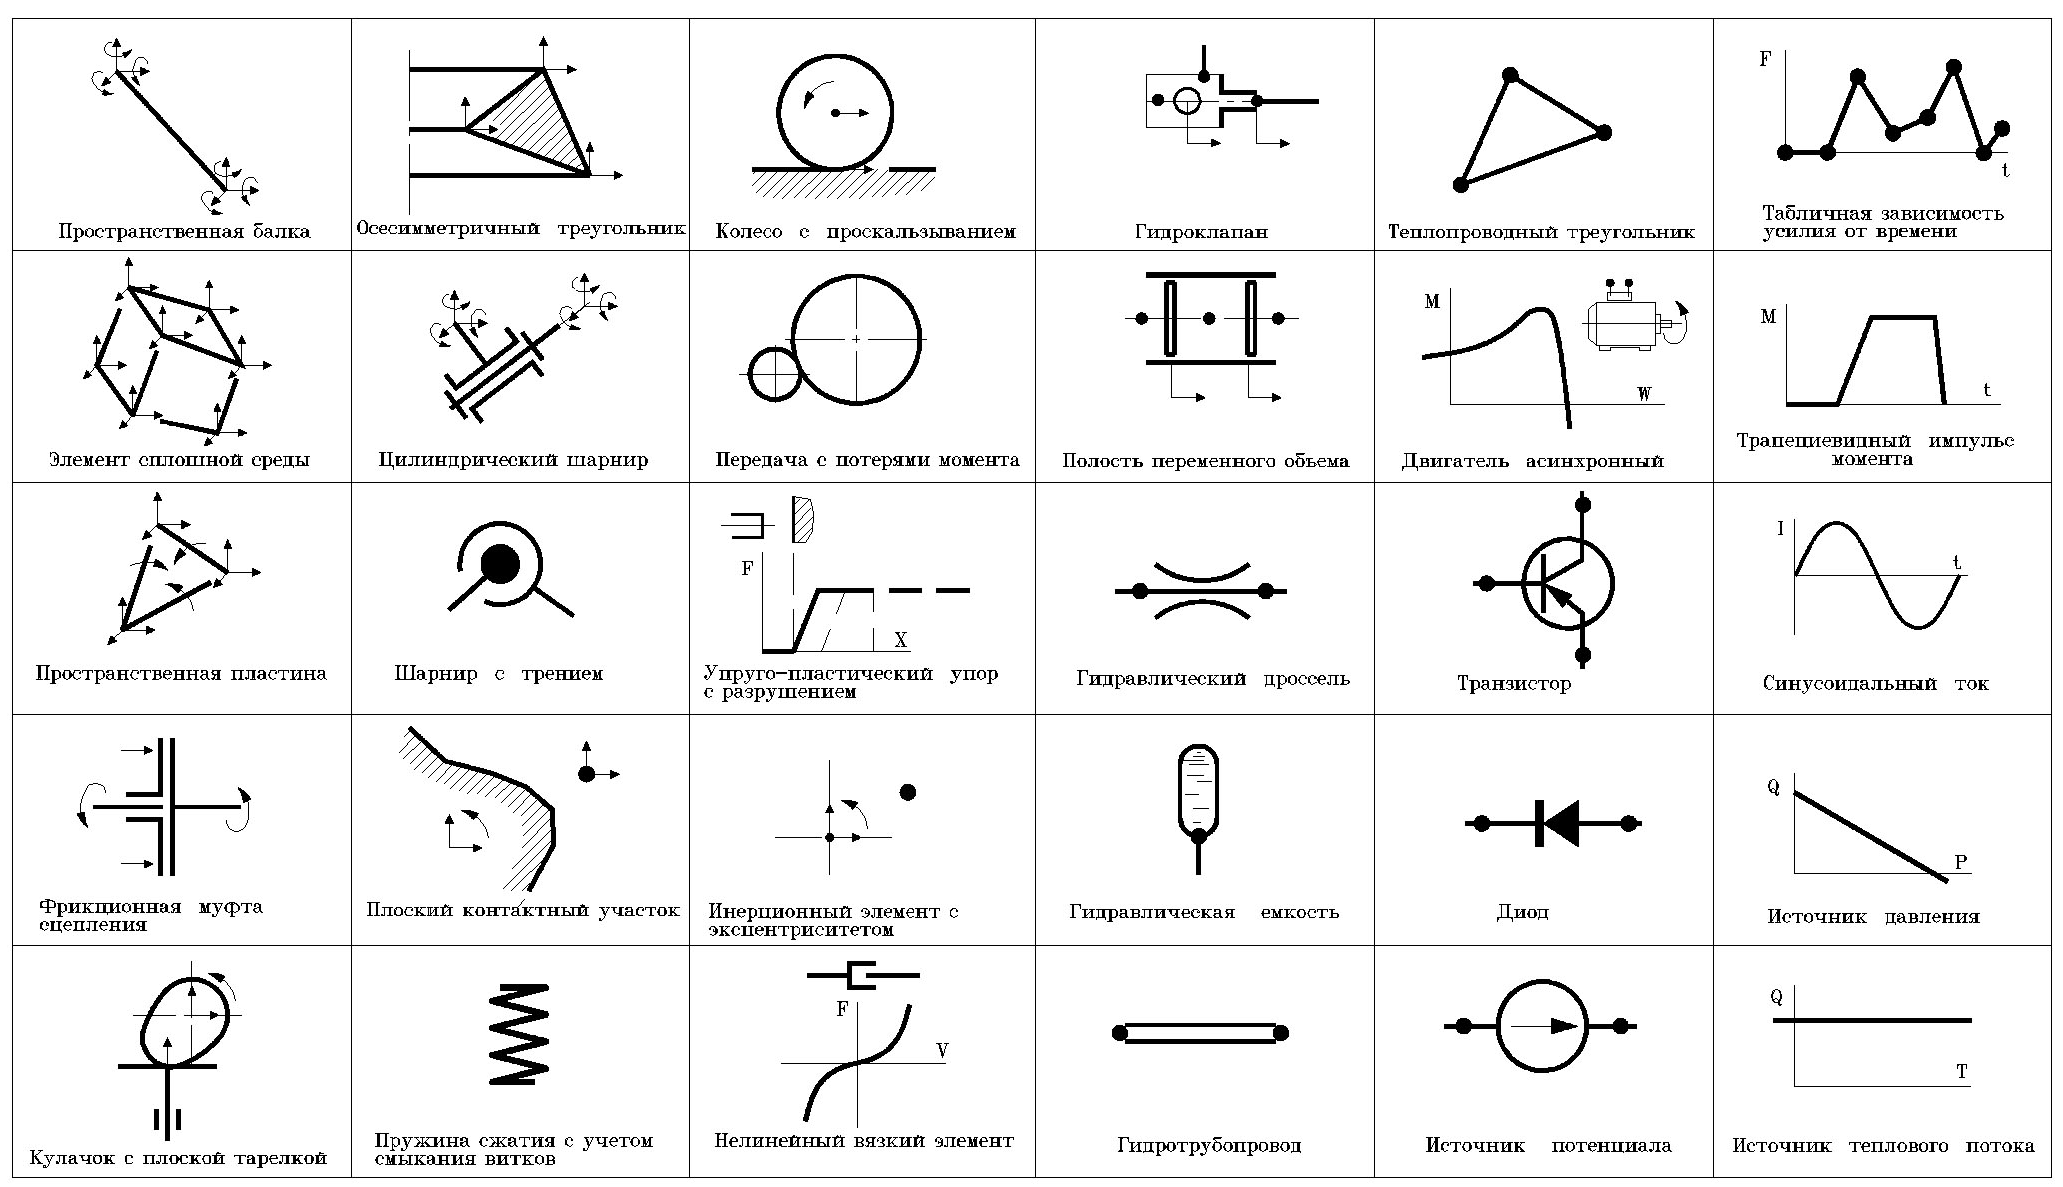 F
t
Пространственная балка
Осесимметричный треугольник
Колесо с проскальзыванием
Гидроклапан
Теплопроводный треугольник
Табличная зависимость
усилия от времени
M
W
M
t
Элемент сплошной среды
Цилиндрический шарнир
Передача с потерями момента
Полость переменного объема
Двигатель асинхронный
Трапециевидный импульс
момента
F
X
I
t
Пространственная пластина
Шарнир с трением
Упруго-пластический упор
с разрушением
Гидравлический дроссель
Транзистор
Синусоидальный ток
Q
P
Фрикционная муфта
сцепления
Плоский контактный участок
Инерционный элемент с
эксцентриситетом
Гидравлическая емкость
Диод
Источник давления
F
V
Q
T
Кулачок с плоской тарелкой
Пружина сжатия с учетом
смыкания витков
Нелинейный вязкий элемент
Гидротрубопровод
Источник потенциала
Источник теплового потока